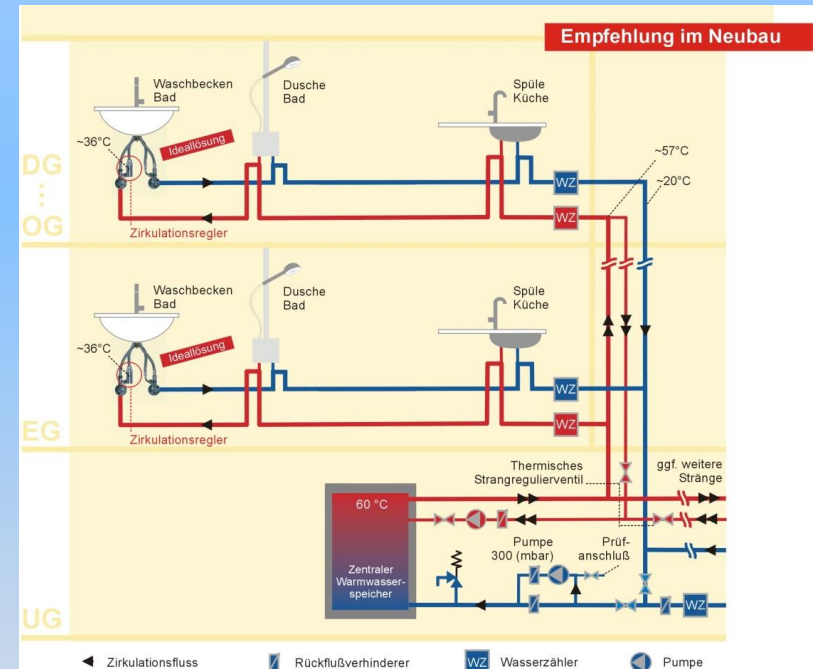 Empfehlung im Neubau
Waschbecken
Bad
Dusche
Bad
Spüle
Küche
~36°C
Ideallösung
~57°C
~20°C
DG
OG
WZ
WZ
Zirkulationsregler
Waschbecken
Bad
Dusche
Bad
Spüle
Küche
~36°C
Ideallösung
WZ
WZ
EG
Zirkulationsregler
Thermisches
Strangregulierventil
ggf. weitere
Stränge
60 °C
Zentraler
Warmwasser-
speicher
Pumpe
300 (mbar)
Prüf-
anschluß
WZ
UG
Zirkulationsfluss
Rückflußverhinderer
WZ Wasserzähler
Pumpe